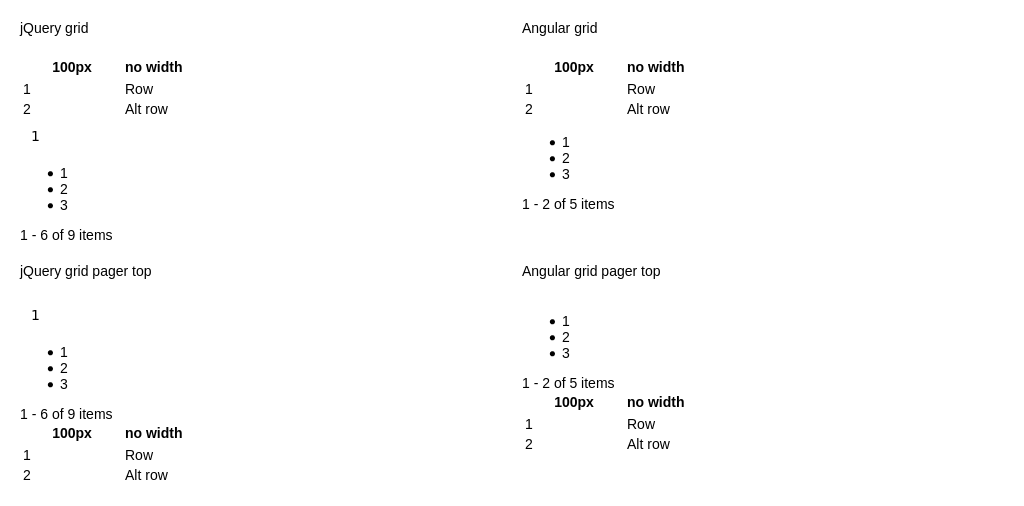 jQuery grid
100px no width
1 Row
2 Alt row
1
• 1
• 2
• 3
1 - 6 of 9 items
Angular grid
100px no width
1 Row
2 Alt row
• 1
• 2
• 3
1 - 2 of 5 items
jQuery grid pager top
1
• 1
• 2
• 3
1 - 6 of 9 items
100px no width
1 Row
2 Alt row
Angular grid pager top
• 1
• 2
• 3
1 - 2 of 5 items
100px no width
1 Row
2 Alt row